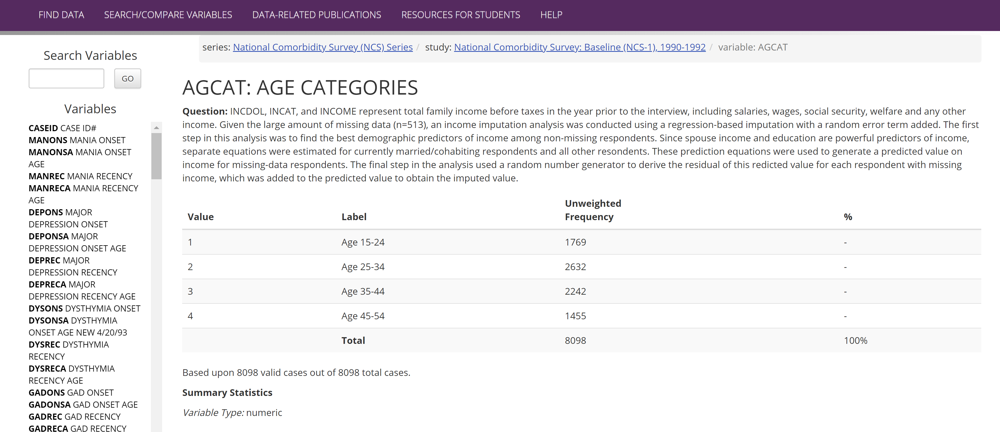 FIND DATA SEARCH/COMPARE VARIABLES DATA-RELATED PUBLICATIONS RESOURCES FOR STUDENTS HELP
series: National Comorbidity Survey (NCS) Series / study: National Comorbidity Survey: Baseline (NCS-1), 1990-1992 / variable: AGCAT
Search Variables
GO
Variables
CASEID CASE ID#
MANONS MANIA ONSET
MANONSA MANIA ONSET
AGE
MANREC MANIA RECENCY
MANRECA MANIA RECENCY
AGE
DEPONS MAJOR
DEPRESSION ONSET
DEPONSA MAJOR
DEPRESSION ONSET AGE
DEPREC MAJOR
DEPRESSION RECENCY
DEPRECA MAJOR
DEPRESSION RECENCY AGE
DYSONS DYSTHYMIA ONSET
DYSONSA DYSTHYMIA
ONSET AGE NEW 4/20/93
DYSREC DYSTHYMIA
RECENCY
DYSRECA DYSTHYMIA
RECENCY AGE
GADONS GAD ONSET
GADONSA GAD ONSET AGE
GADREC GAD RECENCY
GADRECA GAD RECENCY
AGCAT: AGE CATEGORIES
Question: INCDOL, INCAT, and INCOME represent total family income before taxes in the year prior to the interview, including salaries, wages, social security, welfare and any other
income. Given the large amount of missing data (n=513), an income imputation analysis was conducted using a regression-based imputation with a random error term added. The first
step in this analysis was to find the best demographic predictors of income among non-missing respondents. Since spouse income and education are powerful predictors of income,
separate equations were estimated for currently married/cohabiting respondents and all other resondents. These prediction equations were used to generate a predicted value on
income for missing-data respondents. The final step in the analysis used a random number generator to derive the residual of this redicted value for each respondent with missing
income, which was added to the predicted value to obtain the imputed value.
Value Label Unweighted Frequency %
1 Age 15-24 1769 -
2 Age 25-34 2632 -
3 Age 35-44 2242 -
4 Age 45-54 1455 -
Total 8098 100%
Based upon 8098 valid cases out of 8098 total cases.
Summary Statistics
Variable Type: numeric